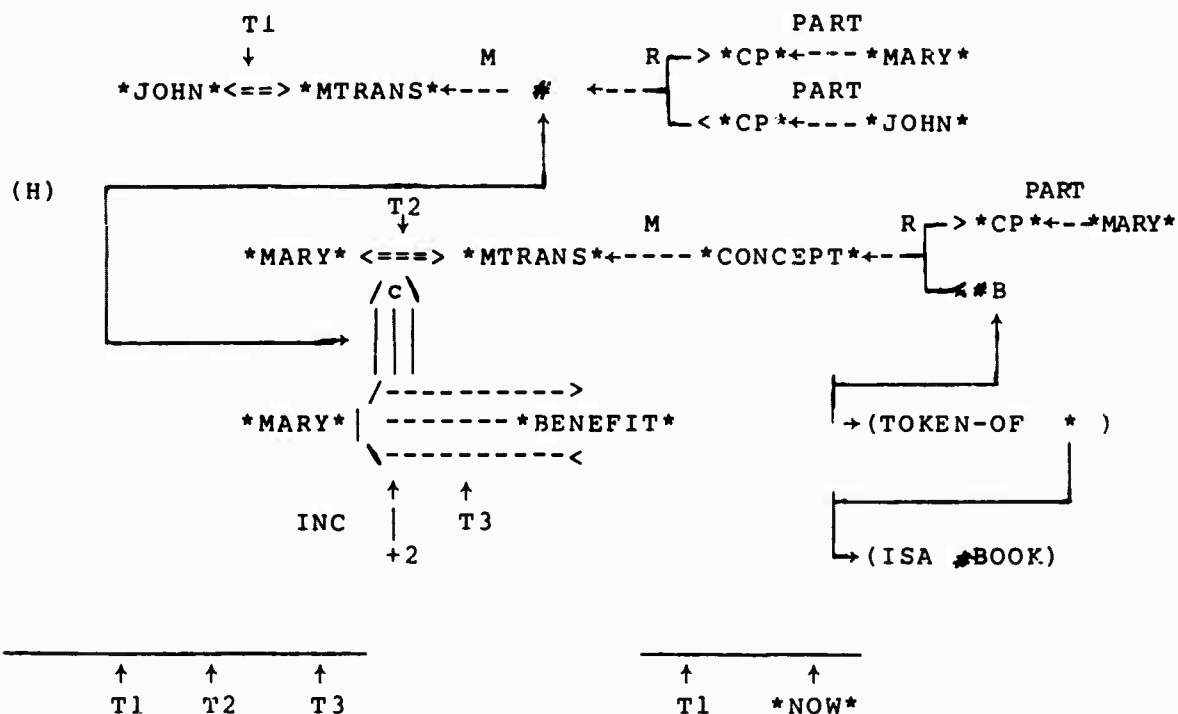 T1 PART
M R > *CP*←---*MARY*
*JOHN*<==>*MTRANS*←--- # ←--- PART
< *CP*←---*JOHN*
(H) PART
T2 R > *CP*←--*MARY*
*MARY* <===> *MTRANS*←---- M *CONCEPT*←--
/c\ <#B
/----------->
*MARY*| -------*BENEFIT* →(TOKEN-OF * )
\-----------<
INC T3
+2 →(ISA #BOOK)
T1 T2 T3 T1 *NOW*